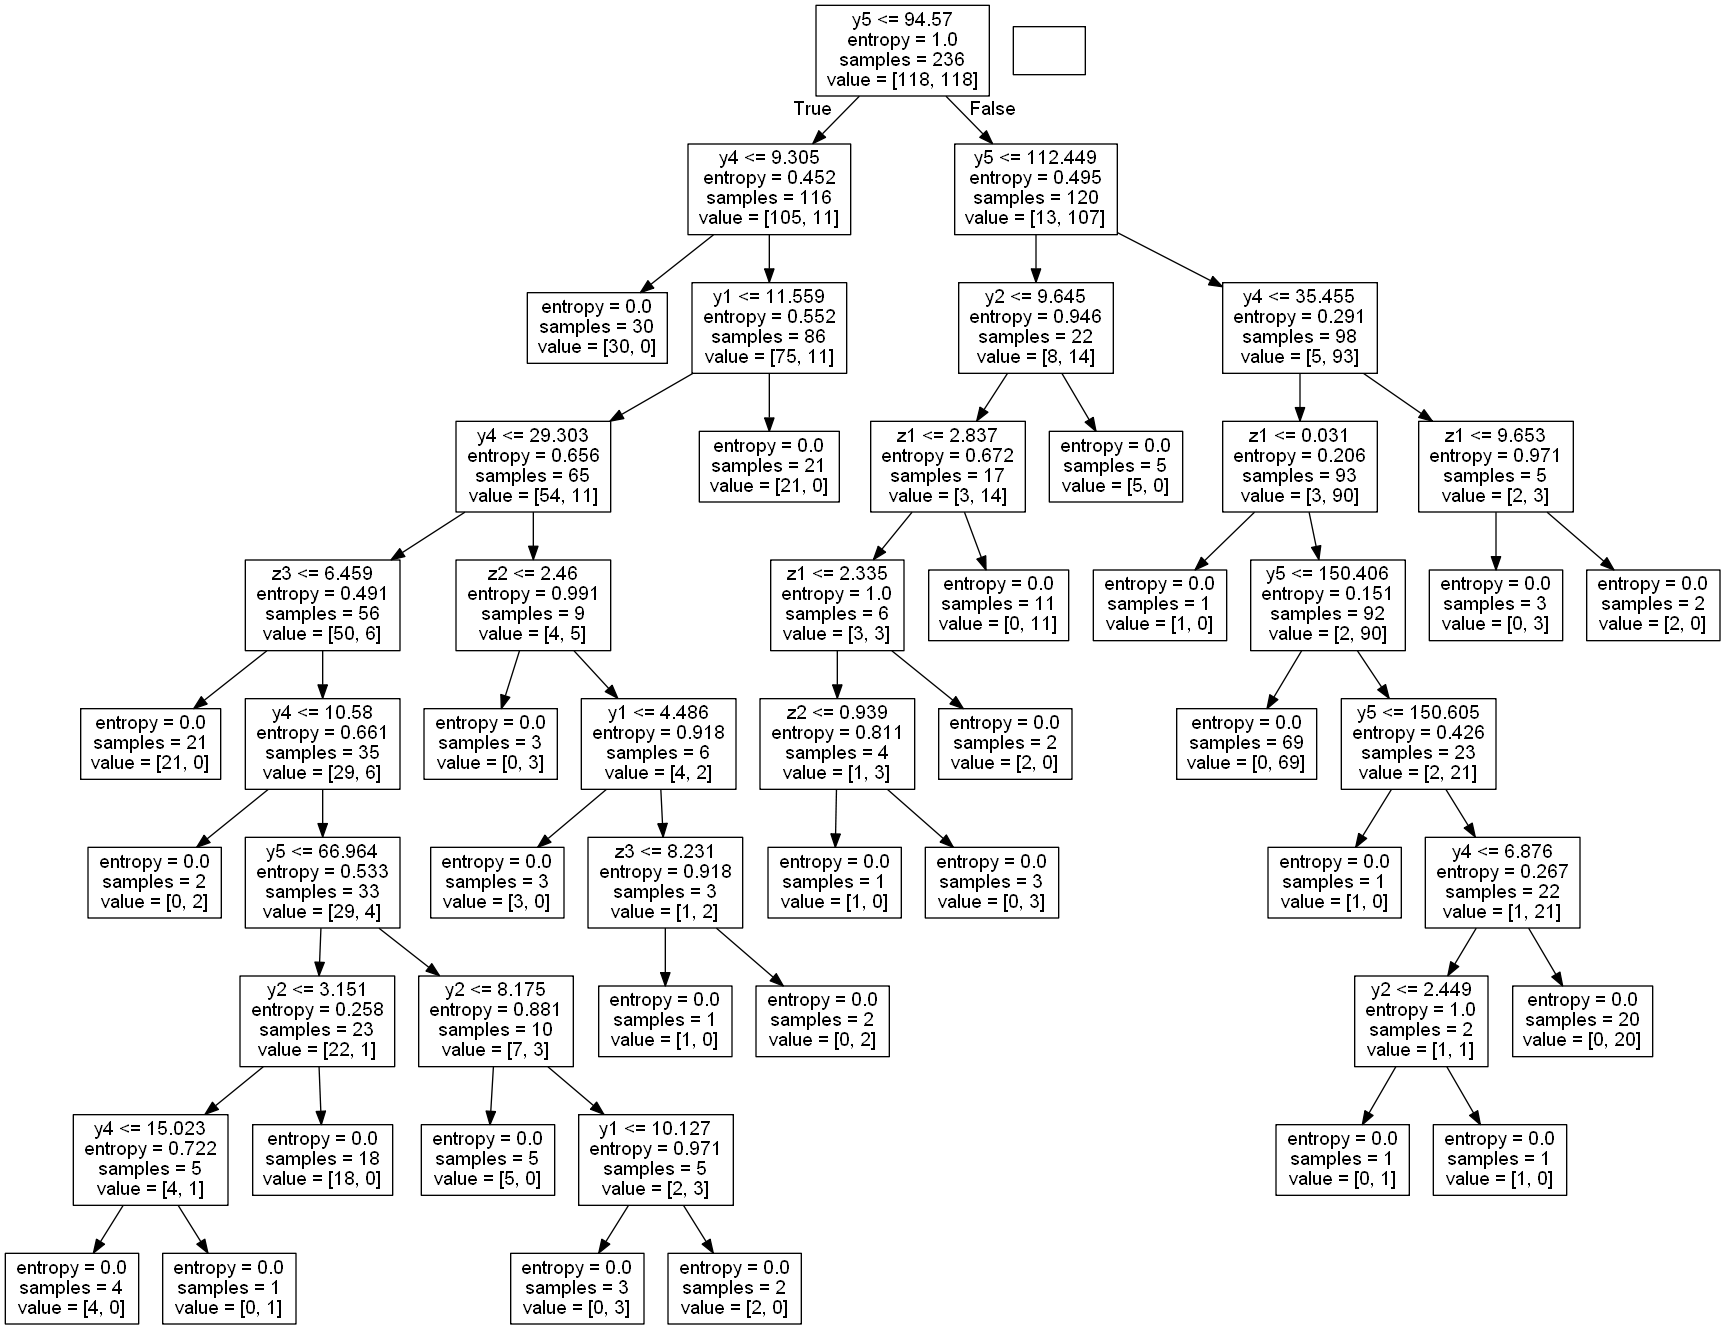 y5 <= 94.57
entropy = 1.0
samples = 236
value = [118, 118]
True
False
y4 <= 9.305
entropy = 0.452
samples = 116
value = [105, 11]
y5 <= 112.449
entropy = 0.495
samples = 120
value = [13, 107]
entropy = 0.0
samples = 30
value = [30, 0]
y1 <= 11.559
entropy = 0.552
samples = 86
value = [75, 11]
y2 <= 9.645
entropy = 0.946
samples = 22
value = [8, 14]
y4 <= 35.455
entropy = 0.291
samples = 98
value = [5, 93]
y4 <= 29.303
entropy = 0.656
samples = 65
value = [54, 11]
entropy = 0.0
samples = 21
value = [21, 0]
z1 <= 2.837
entropy = 0.672
samples = 17
value = [3, 14]
entropy = 0.0
samples = 5
value = [5, 0]
z1 <= 0.031
entropy = 0.206
samples = 93
value = [3, 90]
z1 <= 9.653
entropy = 0.971
samples = 5
value = [2, 3]
z3 <= 6.459
entropy = 0.491
samples = 56
value = [50, 6]
z2 <= 2.46
entropy = 0.991
samples = 9
value = [4, 5]
z1 <= 2.335
entropy = 1.0
samples = 6
value = [3, 3]
entropy = 0.0
samples = 11
value = [0, 11]
entropy = 0.0
samples = 1
value = [1, 0]
y5 <= 150.406
entropy = 0.151
samples = 92
value = [2, 90]
entropy = 0.0
samples = 3
value = [0, 3]
entropy = 0.0
samples = 2
value = [2, 0]
entropy = 0.0
samples = 21
value = [21, 0]
y4 <= 10.58
entropy = 0.661
samples = 35
value = [29, 6]
entropy = 0.0
samples = 3
value = [0, 3]
y1 <= 4.486
entropy = 0.918
samples = 6
value = [4, 2]
z2 <= 0.939
entropy = 0.811
samples = 4
value = [1, 3]
entropy = 0.0
samples = 2
value = [2, 0]
entropy = 0.0
samples = 69
value = [0, 69]
y5 <= 150.605
entropy = 0.426
samples = 23
value = [2, 21]
entropy = 0.0
samples = 2
value = [0, 2]
y5 <= 66.964
entropy = 0.533
samples = 33
value = [29, 4]
entropy = 0.0
samples = 3
value = [3, 0]
z3 <= 8.231
entropy = 0.918
samples = 3
value = [1, 2]
entropy = 0.0
samples = 1
value = [1, 0]
entropy = 0.0
samples = 3
value = [0, 3]
entropy = 0.0
samples = 1
value = [1, 0]
y4 <= 6.876
entropy = 0.267
samples = 22
value = [1, 21]
y2 <= 3.151
entropy = 0.258
samples = 23
value = [22, 1]
y2 <= 8.175
entropy = 0.881
samples = 10
value = [7, 3]
entropy = 0.0
samples = 1
value = [1, 0]
entropy = 0.0
samples = 2
value = [0, 2]
y2 <= 2.449
entropy = 1.0
samples = 2
value = [1, 1]
entropy = 0.0
samples = 20
value = [0, 20]
y4 <= 15.023
entropy = 0.722
samples = 5
value = [4, 1]
entropy = 0.0
samples = 18
value = [18, 0]
entropy = 0.0
samples = 5
value = [5, 0]
y1 <= 10.127
entropy = 0.971
samples = 5
value = [2, 3]
entropy = 0.0
samples = 1
value = [0, 1]
entropy = 0.0
samples = 1
value = [1, 0]
entropy = 0.0
samples = 4
value = [4, 0]
entropy = 0.0
samples = 1
value = [0, 1]
entropy = 0.0
samples = 3
value = [0, 3]
entropy = 0.0
samples = 2
value = [2, 0]